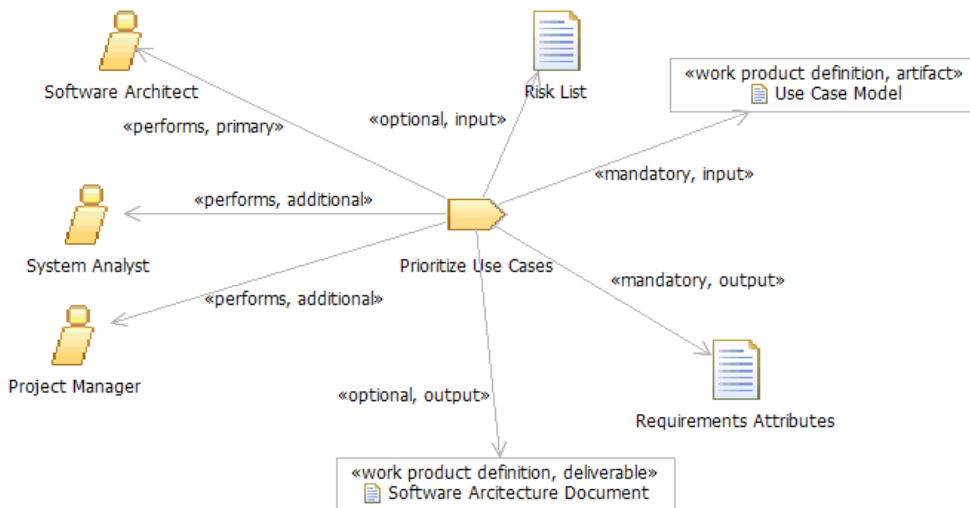 Software Architect
Risk List
«work product definition, artifact»
Use Case Model
«performs, primary»
«optional, input»
«mandatory, input»
«performs, additional»
System Analyst
Prioritize Use Cases
«mandatory, output»
«performs, additional»
Project Manager
«optional, output»
Requirements Attributes
«work product definition, deliverable»
Software Arcitecture Document